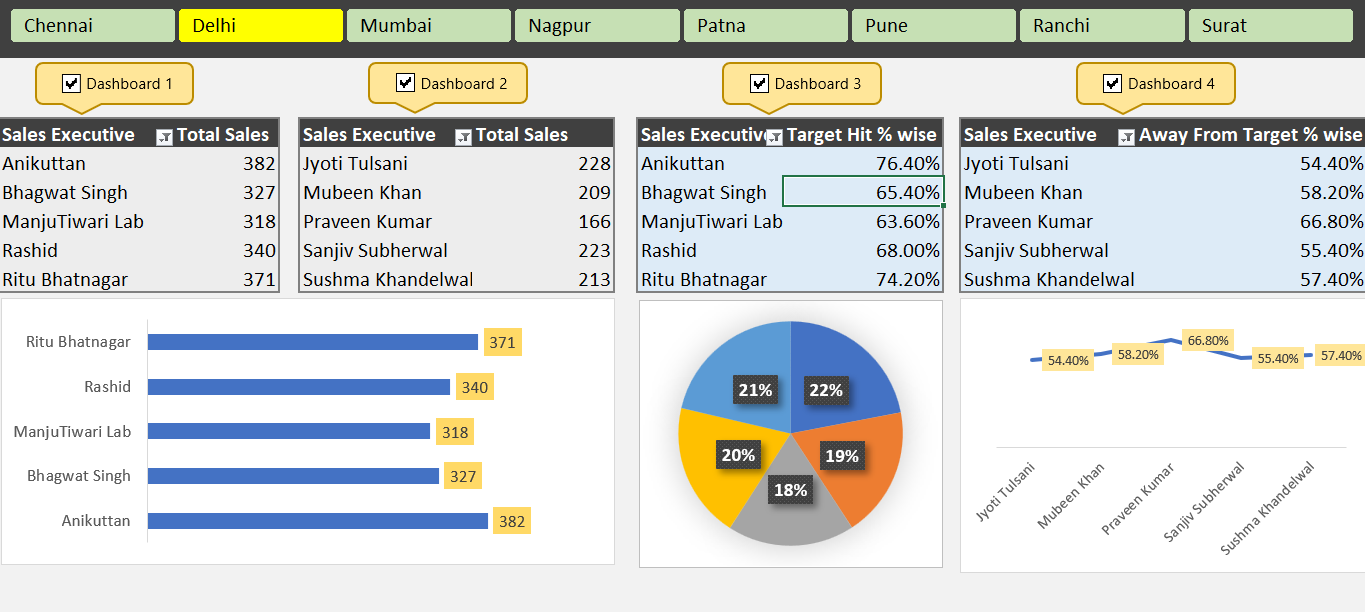 Chennai Delhi Mumbai Nagpur Patna Pune Ranchi Surat
Dashboard 1 Dashboard 2 Dashboard 3 Dashboard 4
Sales Executive Total Sales
Anikuttan 382
Bhagwat Singh 327
ManjuTiwari Lab 318
Rashid 340
Ritu Bhatnagar 371
Sales Executive Total Sales
Jyoti Tulsani 228
Mubeen Khan 209
Praveen Kumar 166
Sanjiv Subherwal 223
Sushma Khandelwal 213
Sales Executive Target Hit % wise
Anikuttan 76.40%
Bhagwat Singh 65.40%
ManjuTiwari Lab 63.60%
Rashid 68.00%
Ritu Bhatnagar 74.20%
Sales Executive Away From Target % wise
Jyoti Tulsani 54.40%
Mubeen Khan 58.20%
Praveen Kumar 66.80%
Sanjiv Subherwal 55.40%
Sushma Khandelwal 57.40%
Ritu Bhatnagar 371
Rashid 340
ManjuTiwari Lab 318
Bhagwat Singh 327
Anikuttan 382
21% 22%
20% 19%
18%
54.40% 58.20% 66.80% 55.40% 57.40%
Jyoti Tulsani
Mubeen Khan
Praveen Kumar
Sanjiv Subherwal
Sushma Khandelwal